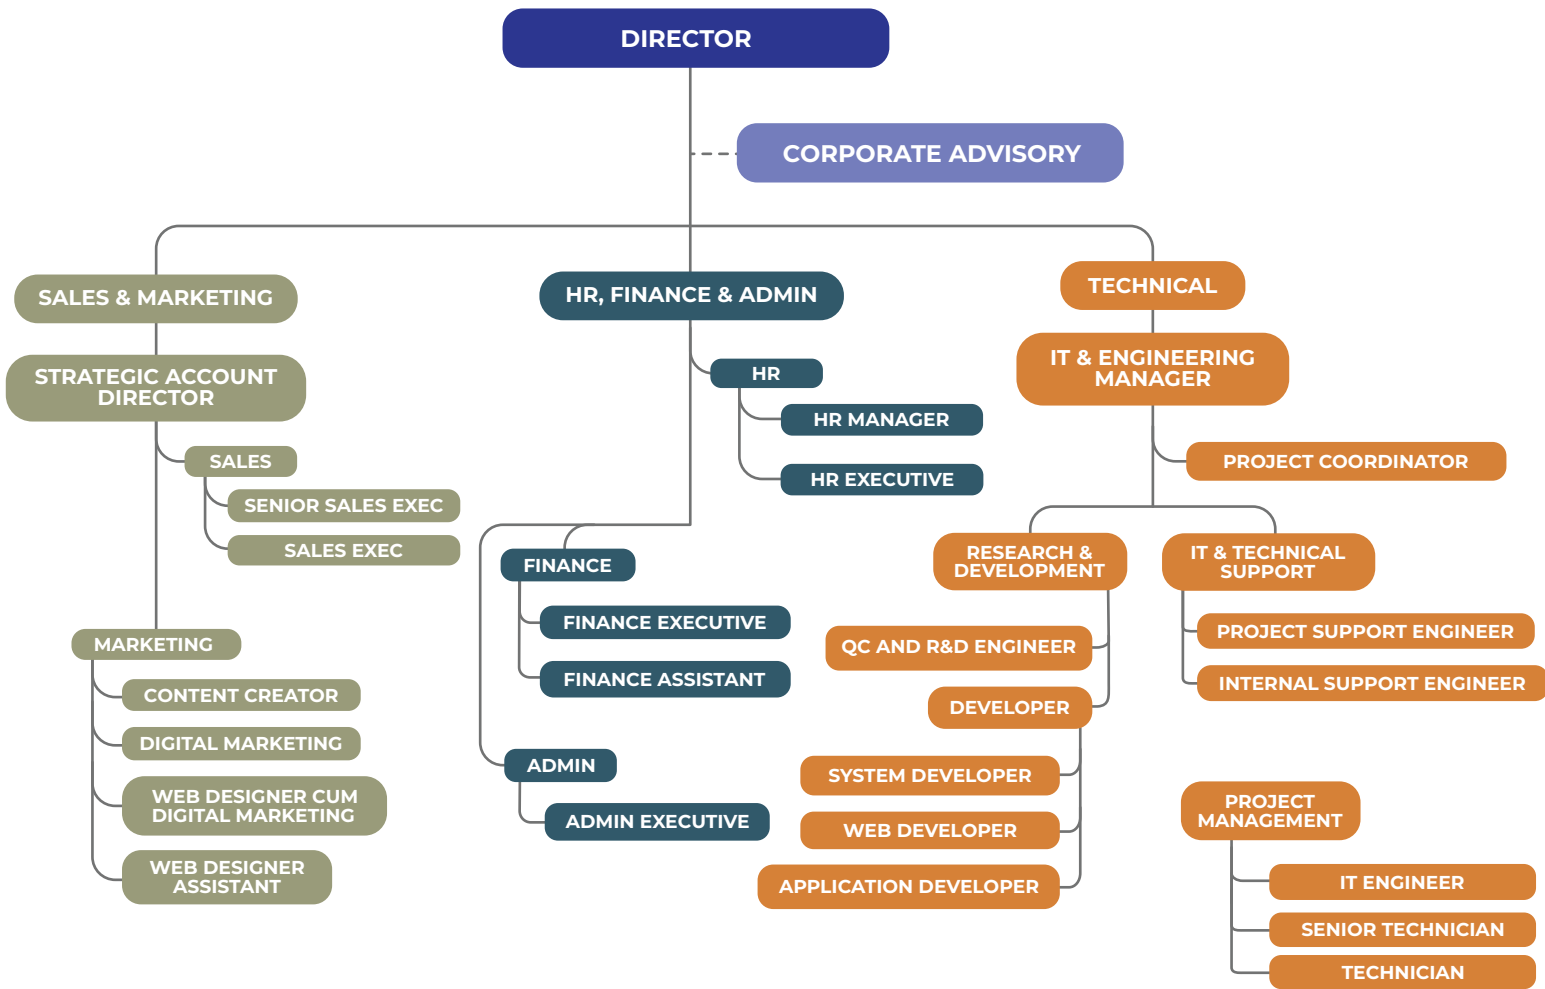 DIRECTOR
CORPORATE ADVISORY
SALES & MARKETING
STRATEGIC ACCOUNT
DIRECTOR
SALES
SENIOR SALES EXEC
SALES EXEC
MARKETING
CONTENT CREATOR
DIGITAL MARKETING
WEB DESIGNER CUM
DIGITAL MARKETING
WEB DESIGNER
ASSISTANT
HR, FINANCE & ADMIN
HR
HR MANAGER
HR EXECUTIVE
FINANCE
FINANCE EXECUTIVE
FINANCE ASSISTANT
ADMIN
ADMIN EXECUTIVE
TECHNICAL
IT & ENGINEERING
MANAGER
PROJECT COORDINATOR
RESEARCH &
DEVELOPMENT
QC AND R&D ENGINEER
DEVELOPER
SYSTEM DEVELOPER
WEB DEVELOPER
APPLICATION DEVELOPER
IT & TECHNICAL
SUPPORT
PROJECT SUPPORT ENGINEER
INTERNAL SUPPORT ENGINEER
PROJECT
MANAGEMENT
IT ENGINEER
SENIOR TECHNICIAN
TECHNICIAN